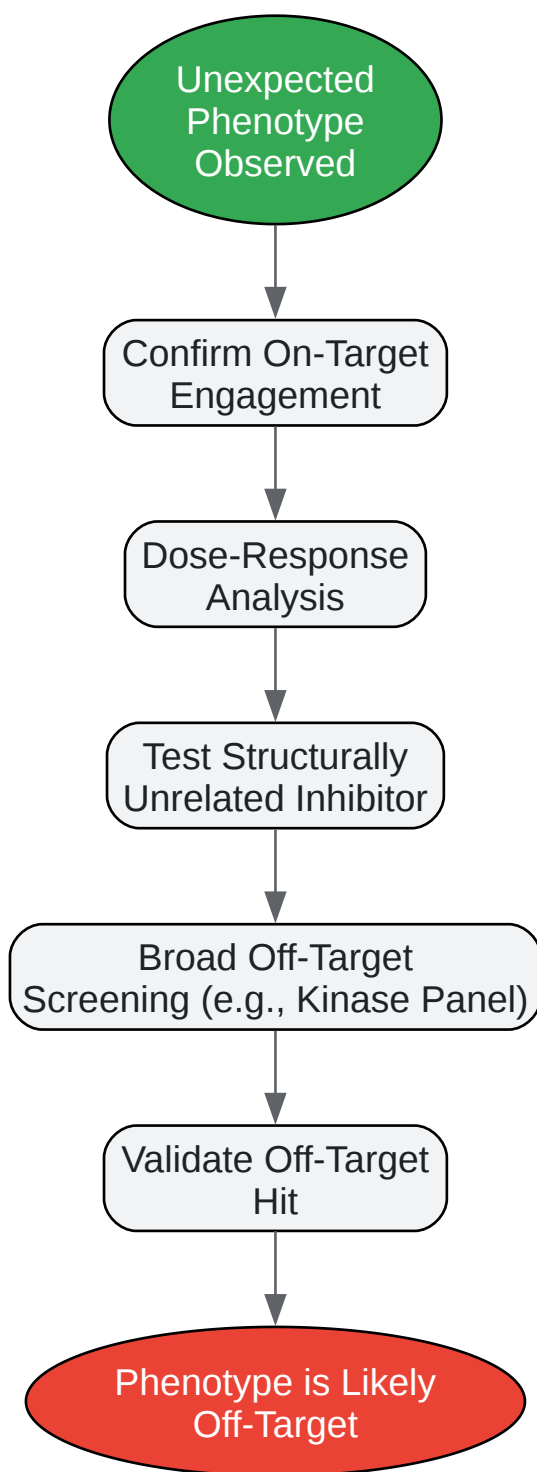 Unexpected
Phenotype
Observed
Confirm On-Target
Engagement
Dose-Response
Analysis
Test Structurally
Unrelated Inhibitor
Broad Off-Target
Screening (e.g., Kinase Panel)
Validate Off-Target
Hit
Phenotype is Likely
Off-Target